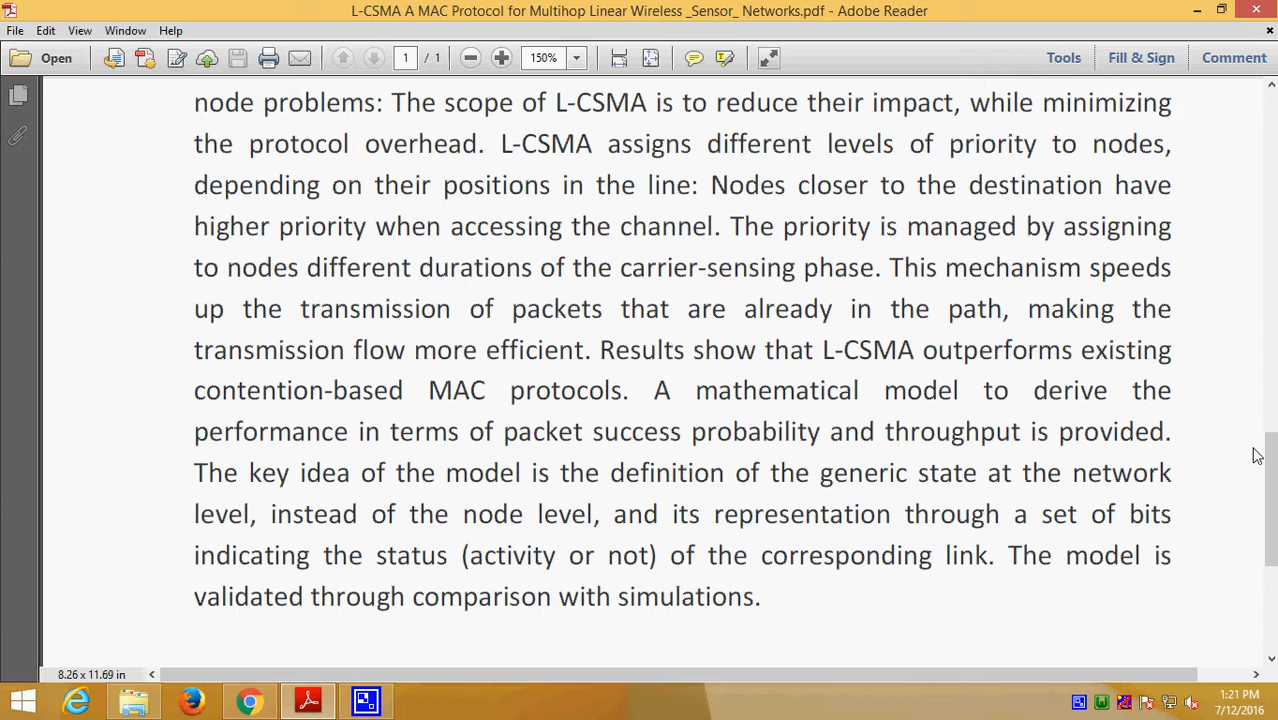 L-CSMA A MAC Protocol for Multihop Linear Wireless _Sensor_ Networks.pdf - Adobe Reader
File Edit View Window Help
Open 1 / 1 150% Tools Fill & Sign Comment
node problems: The scope of L-CSMA is to reduce their impact, while minimizing
the protocol overhead. L-CSMA assigns different levels of priority to nodes,
depending on their positions in the line: Nodes closer to the destination have
higher priority when accessing the channel. The priority is managed by assigning
to nodes different durations of the carrier-sensing phase. This mechanism speeds
up the transmission of packets that are already in the path, making the
transmission flow more efficient. Results show that L-CSMA outperforms existing
contention-based MAC protocols. A mathematical model to derive the
performance in terms of packet success probability and throughput is provided.
The key idea of the model is the definition of the generic state at the network
level, instead of the node level, and its representation through a set of bits
indicating the status (activity or not) of the corresponding link. The model is
validated through comparison with simulations.
8.26 x 11.69 in
1:21 PM
7/12/2016